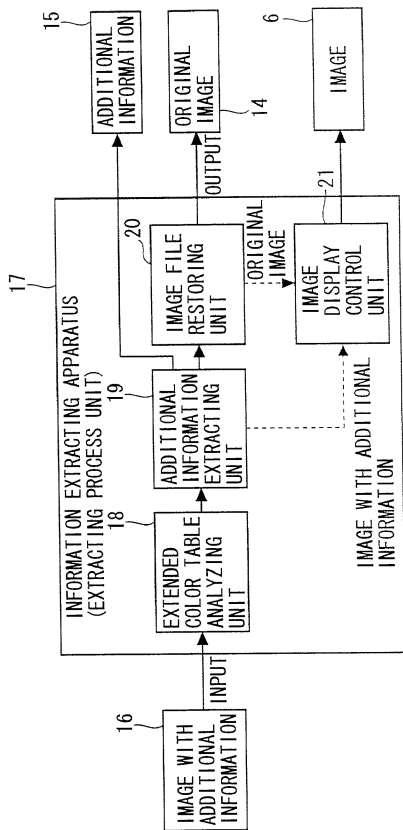 16
IMAGE WITH
ADDITIONAL
INFORMATION
INPUT
17
INFORMATION EXTRACTING APPARATUS
(EXTRACTING PROCESS UNIT)
18
EXTENDED
COLOR TABLE
ANALYZING
UNIT
19
ADDITIONAL
INFORMATION
EXTRACTING
UNIT
20
IMAGE FILE
RESTORING
UNIT
ORIGINAL
IMAGE
21
IMAGE
DISPLAY
CONTROL
UNIT
IMAGE WITH ADDITIONAL
INFORMATION
OUTPUT
15
ADDITIONAL
INFORMATION
ORIGINAL
IMAGE
14
6
IMAGE